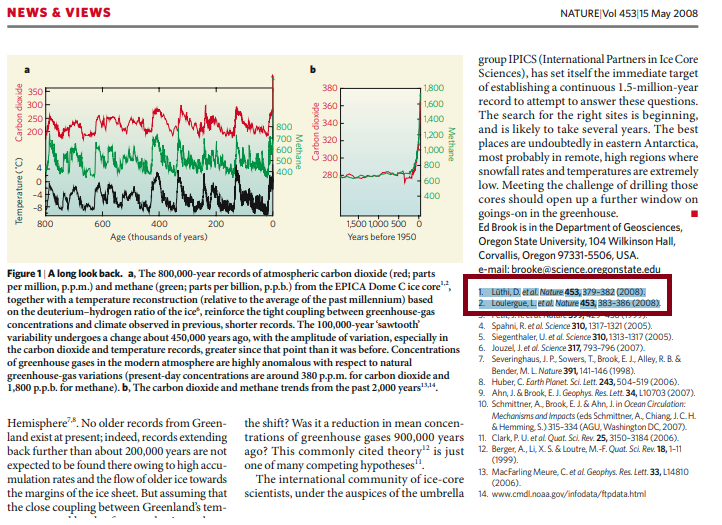 NEWS & VIEWS
NATURE|Vol 453|15 May 2008
a
Carbon dioxide
350
300
250
200
Methane
800
700
600
500
400
Temperature (°C)
4
0
–4
–8
800
600
400
200
0
Age (thousands of years)
b
Carbon dioxide
380
360
340
320
300
280
Methane
1,800
1,600
1,400
1,200
1,000
800
600
400
1,500 1,000 500 0
Years before 1950
Figure 1 | A long look back. a, The 800,000-year records of atmospheric carbon dioxide (red; parts
per million, p.p.m.) and methane (green; parts per billion, p.p.b.) from the EPICA Dome C ice core1,2,
together with a temperature reconstruction (relative to the average of the past millennium) based
on the deuterium–hydrogen ratio of the ice6, reinforce the tight coupling between greenhouse-gas
concentrations and climate observed in previous, shorter records. The 100,000-year ‘sawtooth’
variability undergoes a change about 450,000 years ago, with the amplitude of variation, especially in
the carbon dioxide and temperature records, greater since that point than it was before. Concentrations
of greenhouse gases in the modern atmosphere are highly anomalous with respect to natural
greenhouse-gas variations (present-day concentrations are around 380 p.p.m. for carbon dioxide and
1,800 p.p.b. for methane). b, The carbon dioxide and methane trends from the past 2,000 years13,14.
Hemisphere7,8. No older records from Green-
land exist at present; indeed, records extending
back further than about 200,000 years are not
expected to be found there owing to high accu-
mulation rates and the flow of older ice towards
the margins of the ice sheet. But assuming that
the close coupling between Greenland’s tem-
the shift? Was it a reduction in mean concen-
trations of greenhouse gases 900,000 years
ago? This commonly cited theory12 is just
one of many competing hypotheses11.
The international community of ice-core
scientists, under the auspices of the umbrella
group IPICS (International Partners in Ice Core
Sciences), has set itself the immediate target
of establishing a continuous 1.5-million-year
record to attempt to answer these questions.
The search for the right sites is beginning,
and is likely to take several years. The best
places are undoubtedly in eastern Antarctica,
most probably in remote, high regions where
snowfall rates and temperatures are extremely
low. Meeting the challenge of drilling those
cores should open up a further window on
goings-on in the greenhouse.
Ed Brook is in the Department of Geosciences,
Oregon State University, 104 Wilkinson Hall,
Corvallis, Oregon 97331-5506, USA.
e-mail: brooke@science.oregonstate.edu
1. Lüthi, D. et al. Nature 453, 379–382 (2008).
2. Loulergue, L. et al. Nature 453, 383–386 (2008).
4. Spahni, R. et al. Science 310, 1317–1321 (2005).
5. Siegenthaler, U. et al. Science 310, 1313–1317 (2005).
6. Jouzel, J. et al. Science 317, 793–796 (2007).
7. Severinghaus, J. P., Sowers, T., Brook, E. J., Alley, R. B. &
Bender, M. L. Nature 391, 141–146 (1998).
8. Huber, C. Earth Planet. Sci. Lett. 243, 504–519 (2006).
9. Ahn, J. & Brook, E. J. Geophys. Res. Lett. 34, L10703 (2007).
10. Schmittner, A., Brook, E. J. & Ahn, J. in Ocean Circulation:
Mechanisms and Impacts (eds Schmittner, A., Chiang, J. C. H.
& Hemming, S.) 315–334 (AGU, Washington DC, 2007).
11. Clark, P. U. et al. Quat. Sci. Rev. 25, 3150–3184 (2006).
12. Berger, A., Li, X. S. & Loutre, M.-F. Quat. Sci. Rev. 18, 1–11
(1999).
13. MacFarling Meure, C. et al. Geophys. Res. Lett. 33, L14810
(2006).
14. www.cmdl.noaa.gov/infodata/ftpdata.html